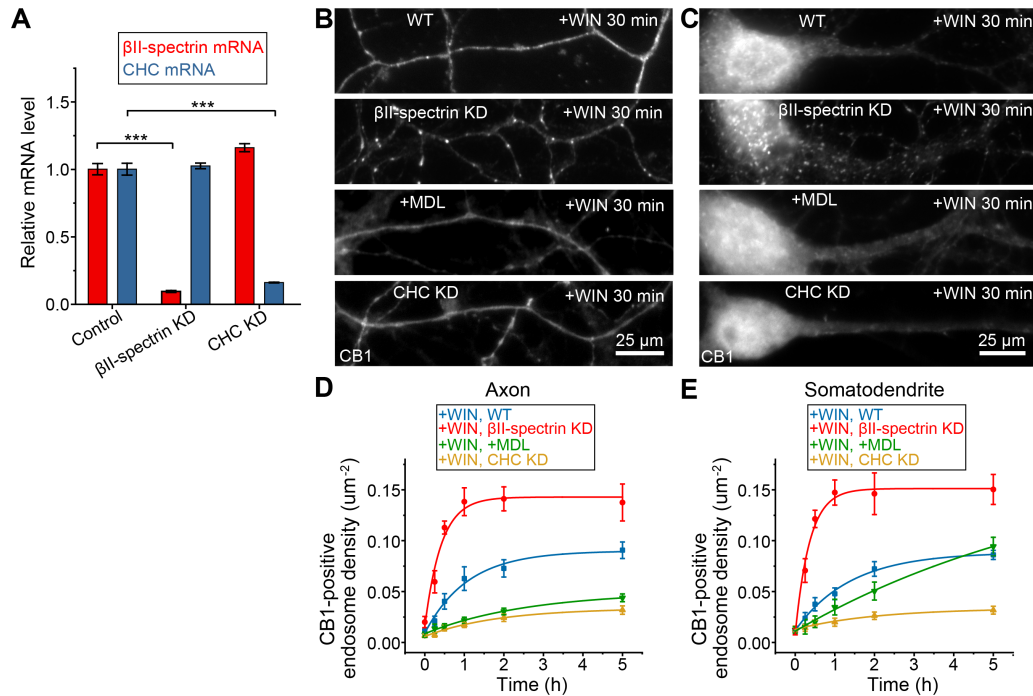 A
βII-spectrin mRNA
CHC mRNA
Relative mRNA level
1.5
1.0
0.5
0.0
***
***
Control
βII-spectrin KD
CHC KD
B
WT
+WIN 30 min
βII-spectrin KD
+WIN 30 min
+MDL
+WIN 30 min
CHC KD
+WIN 30 min
CB1
25 µm
C
WT
+WIN 30 min
βII-spectrin KD
+WIN 30 min
+MDL
+WIN 30 min
CHC KD
+WIN 30 min
CB1
25 µm
D
Axon
+WIN, WT
+WIN, βII-spectrin KD
+WIN, +MDL
+WIN, CHC KD
CB1-positive
endosome density (um⁻²)
0.15
0.10
0.05
0.00
0 1 2 3 4 5
Time (h)
E
Somatodendrite
+WIN, WT
+WIN, βII-spectrin KD
+WIN, +MDL
+WIN, CHC KD
CB1-positive
endosome density (um⁻²)
0.15
0.10
0.05
0.00
0 1 2 3 4 5
Time (h)